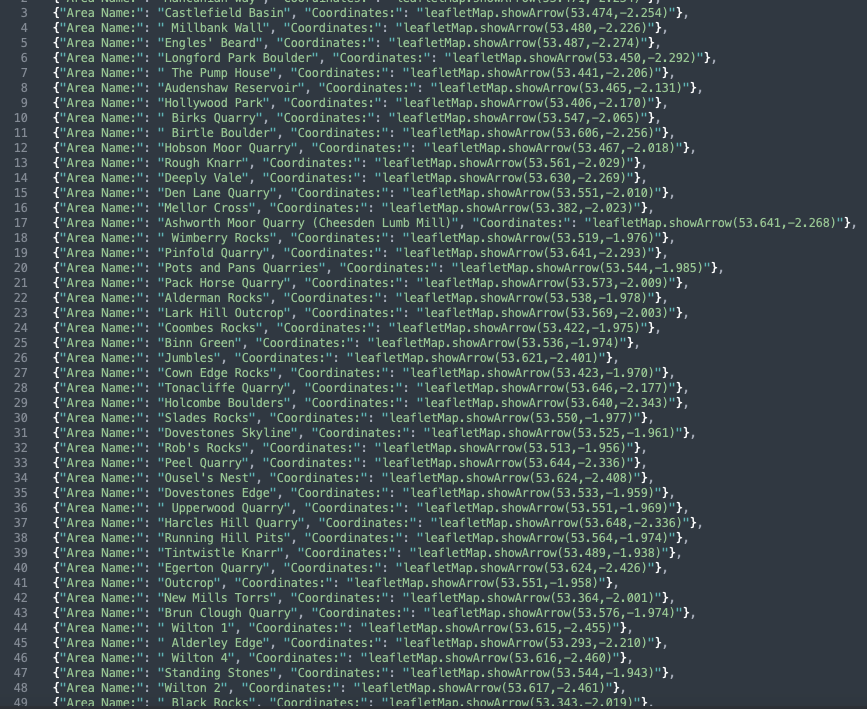 3 {"Area Name:": "Castlefield Basin", "Coordinates:": "leafletMap.showArrow(53.474,-2.254)"},
4 {"Area Name:": " Millbank Wall", "Coordinates:": "leafletMap.showArrow(53.480,-2.226)"},
5 {"Area Name:": "Engles' Beard", "Coordinates:": "leafletMap.showArrow(53.487,-2.274)"},
6 {"Area Name:": "Longford Park Boulder", "Coordinates:": "leafletMap.showArrow(53.450,-2.292)"},
7 {"Area Name:": " The Pump House", "Coordinates:": "leafletMap.showArrow(53.441,-2.206)"},
8 {"Area Name:": "Audenshaw Reservoir", "Coordinates:": "leafletMap.showArrow(53.465,-2.131)"},
9 {"Area Name:": "Hollywood Park", "Coordinates:": "leafletMap.showArrow(53.406,-2.170)"},
10 {"Area Name:": " Birks Quarry", "Coordinates:": "leafletMap.showArrow(53.547,-2.065)"},
11 {"Area Name:": " Birtle Boulder", "Coordinates:": "leafletMap.showArrow(53.606,-2.256)"},
12 {"Area Name:": "Hobson Moor Quarry", "Coordinates:": "leafletMap.showArrow(53.467,-2.018)"},
13 {"Area Name:": "Rough Knarr", "Coordinates:": "leafletMap.showArrow(53.561,-2.029)"},
14 {"Area Name:": "Deeply Vale", "Coordinates:": "leafletMap.showArrow(53.630,-2.269)"},
15 {"Area Name:": "Den Lane Quarry", "Coordinates:": "leafletMap.showArrow(53.551,-2.010)"},
16 {"Area Name:": "Mellor Cross", "Coordinates:": "leafletMap.showArrow(53.382,-2.023)"},
17 {"Area Name:": "Ashworth Moor Quarry (Cheesden Lumb Mill)", "Coordinates:": "leafletMap.showArrow(53.641,-2.268)"},
18 {"Area Name:": " Wimberry Rocks", "Coordinates:": "leafletMap.showArrow(53.519,-1.976)"},
19 {"Area Name:": "Pinfold Quarry", "Coordinates:": "leafletMap.showArrow(53.641,-2.293)"},
20 {"Area Name:": "Pots and Pans Quarries", "Coordinates:": "leafletMap.showArrow(53.544,-1.985)"},
21 {"Area Name:": "Pack Horse Quarry", "Coordinates:": "leafletMap.showArrow(53.573,-2.009)"},
22 {"Area Name:": "Alderman Rocks", "Coordinates:": "leafletMap.showArrow(53.538,-1.978)"},
23 {"Area Name:": "Lark Hill Outcrop", "Coordinates:": "leafletMap.showArrow(53.569,-2.003)"},
24 {"Area Name:": "Coombes Rocks", "Coordinates:": "leafletMap.showArrow(53.422,-1.975)"},
25 {"Area Name:": "Binn Green", "Coordinates:": "leafletMap.showArrow(53.536,-1.974)"},
26 {"Area Name:": "Jumbles", "Coordinates:": "leafletMap.showArrow(53.621,-2.401)"},
27 {"Area Name:": "Cown Edge Rocks", "Coordinates:": "leafletMap.showArrow(53.423,-1.970)"},
28 {"Area Name:": "Tonacliffe Quarry", "Coordinates:": "leafletMap.showArrow(53.646,-2.177)"},
29 {"Area Name:": "Holcombe Boulders", "Coordinates:": "leafletMap.showArrow(53.640,-2.343)"},
30 {"Area Name:": "Slades Rocks", "Coordinates:": "leafletMap.showArrow(53.550,-1.977)"},
31 {"Area Name:": "Dovestones Skyline", "Coordinates:": "leafletMap.showArrow(53.525,-1.961)"},
32 {"Area Name:": "Rob's Rocks", "Coordinates:": "leafletMap.showArrow(53.513,-1.956)"},
33 {"Area Name:": "Peel Quarry", "Coordinates:": "leafletMap.showArrow(53.644,-2.336)"},
34 {"Area Name:": "Ousel's Nest", "Coordinates:": "leafletMap.showArrow(53.624,-2.408)"},
35 {"Area Name:": "Dovestones Edge", "Coordinates:": "leafletMap.showArrow(53.533,-1.959)"},
36 {"Area Name:": " Upperwood Quarry", "Coordinates:": "leafletMap.showArrow(53.551,-1.969)"},
37 {"Area Name:": "Harcles Hill Quarry", "Coordinates:": "leafletMap.showArrow(53.648,-2.336)"},
38 {"Area Name:": "Running Hill Pits", "Coordinates:": "leafletMap.showArrow(53.564,-1.974)"},
39 {"Area Name:": "Tintwistle Knarr", "Coordinates:": "leafletMap.showArrow(53.489,-1.938)"},
40 {"Area Name:": "Egerton Quarry", "Coordinates:": "leafletMap.showArrow(53.624,-2.426)"},
41 {"Area Name:": "Outcrop", "Coordinates:": "leafletMap.showArrow(53.551,-1.958)"},
42 {"Area Name:": "New Mills Torrs", "Coordinates:": "leafletMap.showArrow(53.364,-2.001)"},
43 {"Area Name:": "Brun Clough Quarry", "Coordinates:": "leafletMap.showArrow(53.576,-1.974)"},
44 {"Area Name:": " Wilton 1", "Coordinates:": "leafletMap.showArrow(53.615,-2.455)"},
45 {"Area Name:": " Alderley Edge", "Coordinates:": "leafletMap.showArrow(53.293,-2.210)"},
46 {"Area Name:": " Wilton 4", "Coordinates:": "leafletMap.showArrow(53.616,-2.460)"},
47 {"Area Name:": "Standing Stones", "Coordinates:": "leafletMap.showArrow(53.544,-1.943)"},
48 {"Area Name:": "Wilton 2", "Coordinates:": "leafletMap.showArrow(53.617,-2.461)"},
49 {"Area Name:": " Black Rocks", "Coordinates:": "leafletMap.showArrow(53.343,-2.019)"},